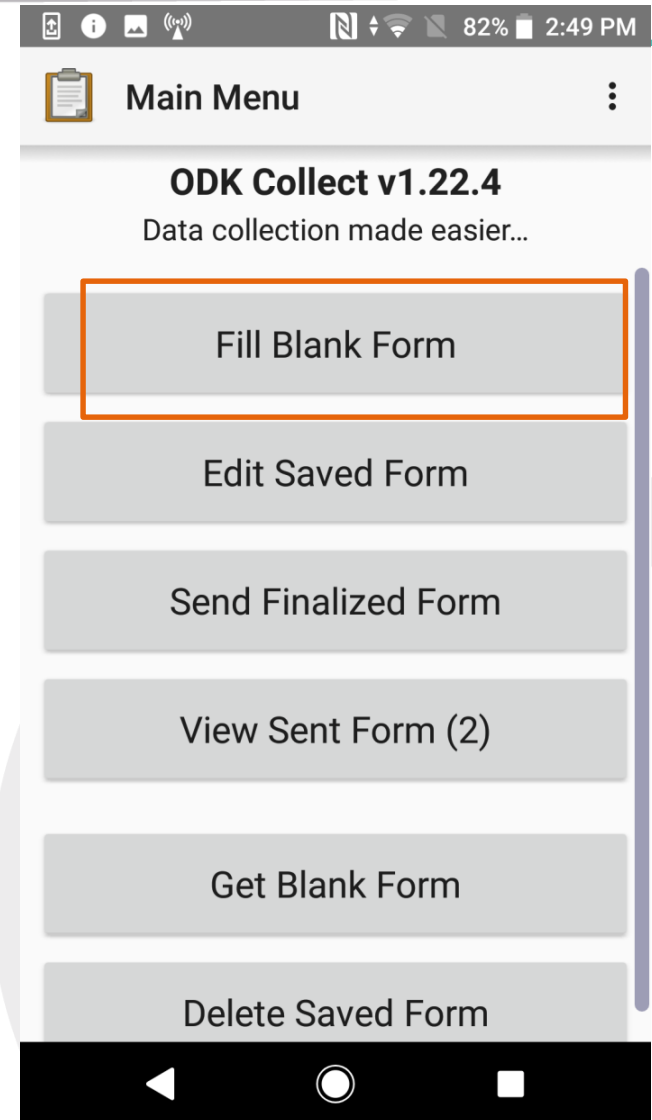 82% 2:49 PM
Main Menu
ODK Collect v1.22.4
Data collection made easier...
Fill Blank Form
Edit Saved Form
Send Finalized Form
View Sent Form (2)
Get Blank Form
Delete Saved Form